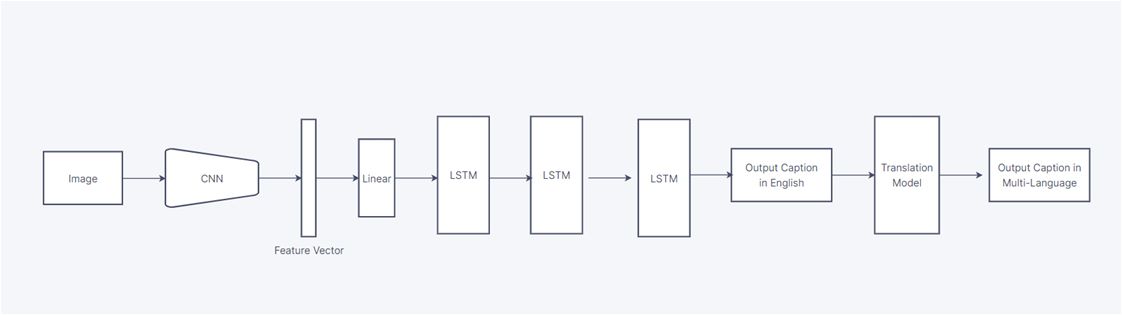 Image
CNN
Feature Vector
Linear
LSTM
LSTM
LSTM
Output Caption
in English
Translation
Model
Output Caption in
Multi-Language